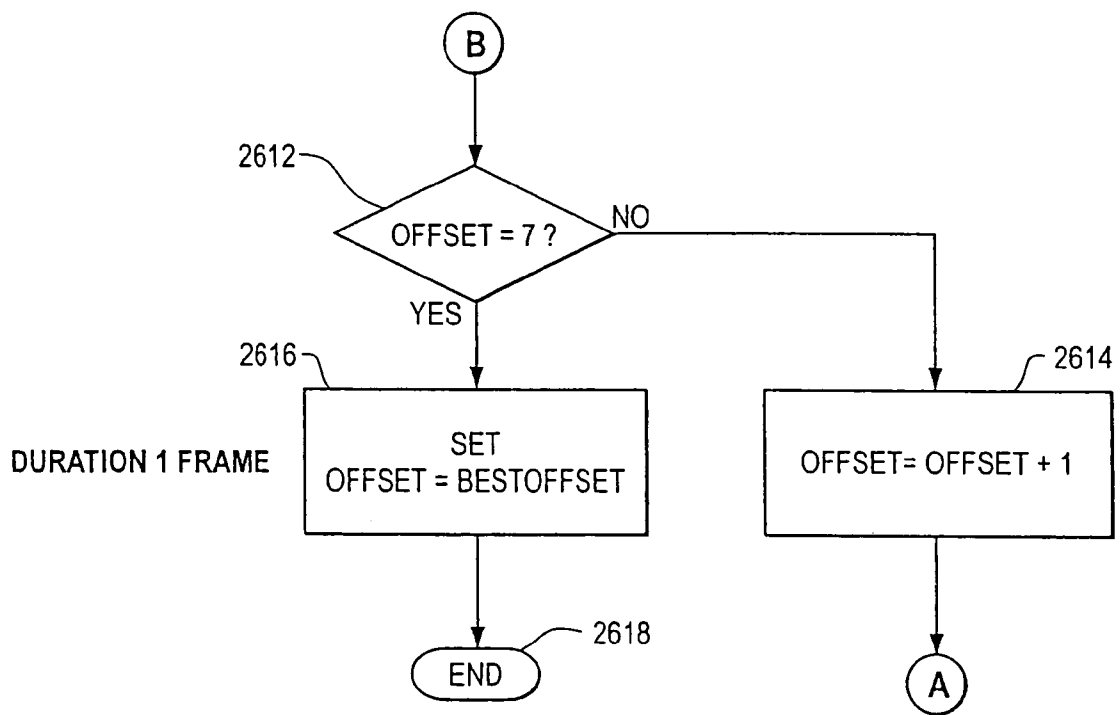 B
2612
OFFSET = 7 ?
NO
YES
2616
2614
DURATION 1 FRAME
SET
OFFSET = BESTOFFSET
OFFSET= OFFSET + 1
2618
END
A